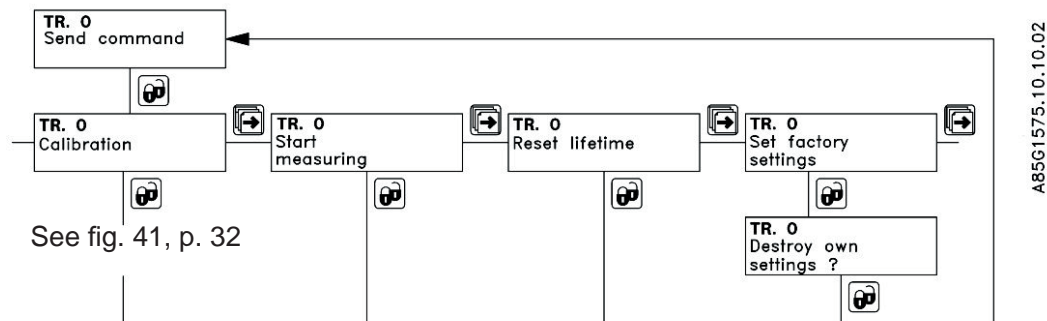 TR. 0
Send command
TR. 0
Calibration
TR. 0
Start
measuring
TR. 0
Reset lifetime
TR. 0
Set factory
settings
See fig. 41, p. 32
TR. 0
Destroy own
settings ?
A85G1575.10.10.02